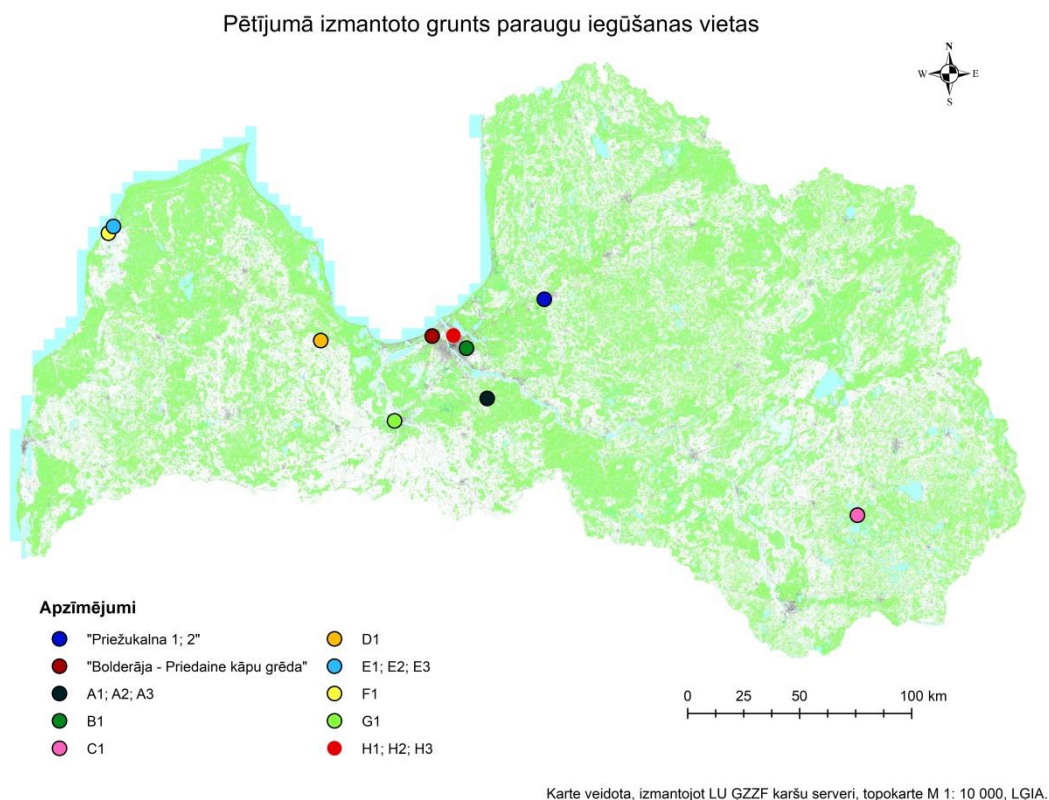 Pētījumā izmantoto grunts paraugu iegūšanas vietas
N
W E
S
Apzīmējumi
"Priežukalna 1; 2"
"Bolderāja - Priedaine kāpu grēda"
A1; A2; A3
B1
C1
D1
E1; E2; E3
F1
G1
H1; H2; H3
0 25 50 100 km
Karte veidota, izmantojot LU GZZF karšu serveri, topokarte M 1: 10 000, LGIA.